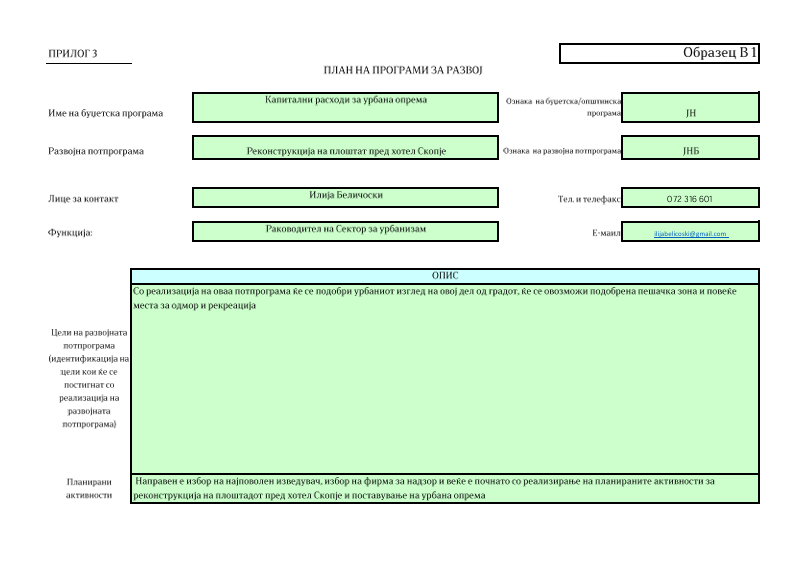 ПРИЛОГ 3
Образец В 1
ПЛАН НА ПРОГРАМИ ЗА РАЗВОЈ
Име на буџетска програма
Капитални расходи за урбана опрема
Ознака на буџетска/општинска
програма
ЈН
Развојна потпрограма
Реконструкција на плоштат пред хотел Скопје
Ознака на развојна потпрограма
ЈНБ
Лице за контакт
Илија Беличоски
Тел. и телефакс
072 316 601
Функција:
Раководител на Сектор за урбанизам
Е-маил
ilijabelicoski@gmail.com
ОПИС
Цели на развојната
потпрограма
(идентификација на
цели кои ќе се
постигнат со
реализација на
развојната
потпрограма)
Со реализација на оваа потпрограма ќе се подобри урбаниот изглед на овој дел од градот, ќе се овозможи подобрена пешачка зона и повеќе
места за одмор и рекреација
Планирани
активности
Направен е избор на најповолен изведувач, избор на фирма за надзор и веќе е почнато со реализирање на планираните активности за
реконструкција на плоштадот пред хотел Скопје и поставување на урбана опрема